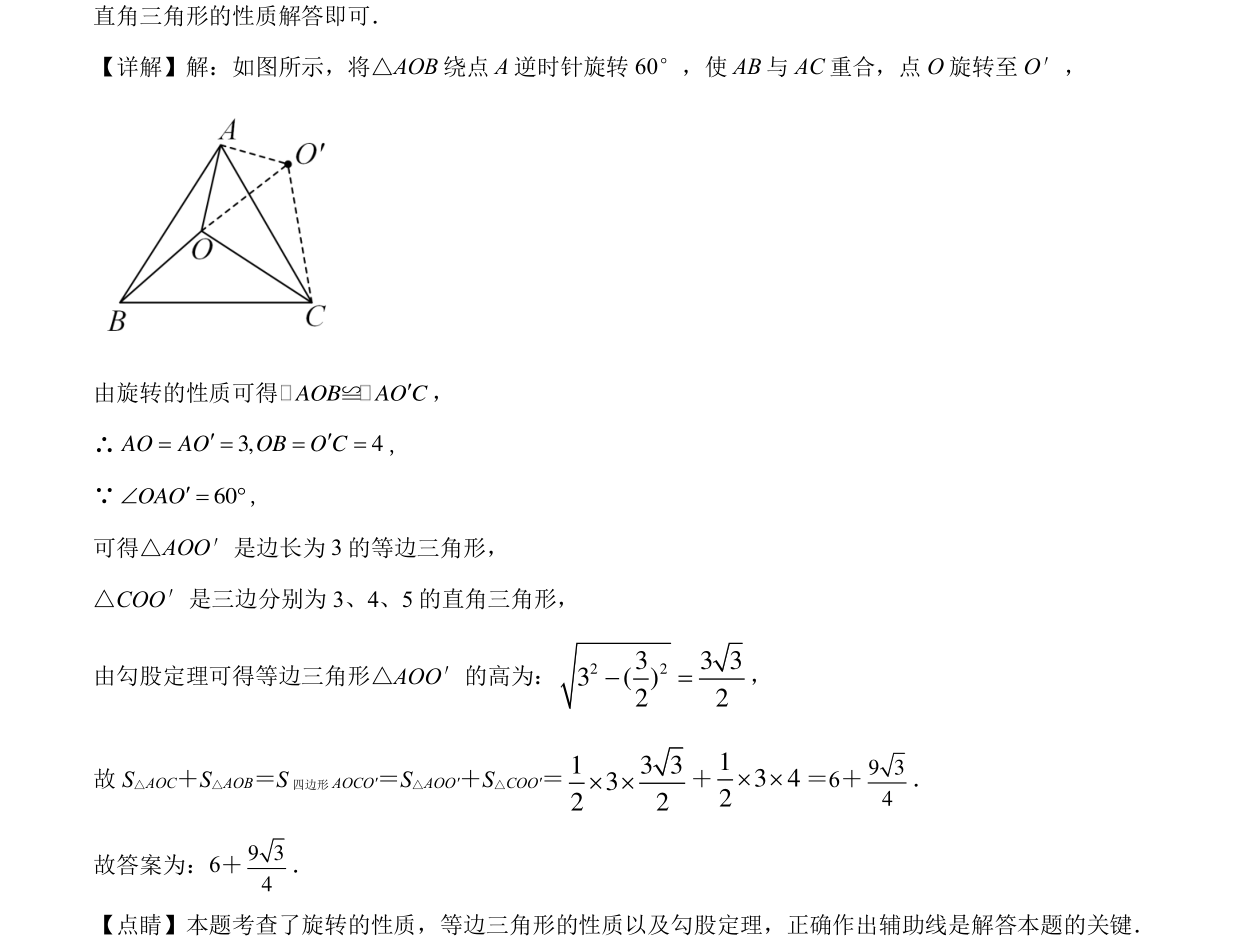 直角三角形的性质解答即可．
【详解】解：如图所示，将△AOB绕点A逆时针旋转60°，使AB与AC重合，点O旋转至O′，
A
O′
O
B
C
由旋转的性质可得□AOB≌□AO′C，
∴AO=AO′=3,OB=O′C=4，
∵∠OAO′=60°，
可得△AOO′是边长为3的等边三角形，
△COO′是三边分别为3、4、5的直角三角形，
由勾股定理可得等边三角形△AOO′的高为：√(3²-(3/2)²)=3√3/2，
故S△AOC＋S△AOB＝S四边形AOCO′＝S△AOO′＋S△COO′＝1/2×3×3√3/2+1/2×3×4=6＋9√3/4．
故答案为：6＋9√3/4．
【点睛】本题考查了旋转的性质，等边三角形的性质以及勾股定理，正确作出辅助线是解答本题的关键．